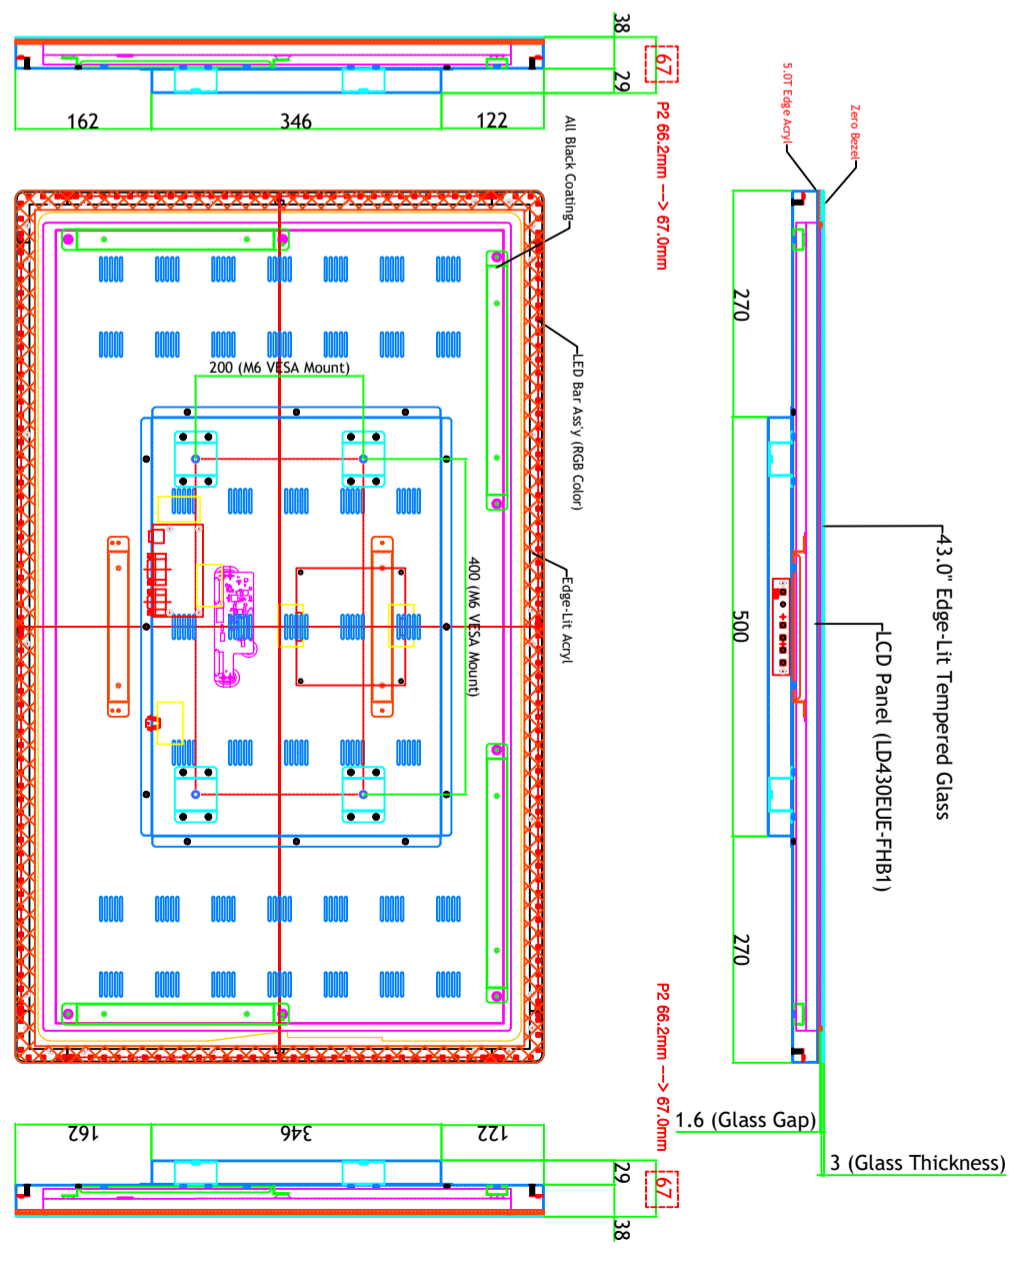 38
67
29
162
346
122
P2 66.2mm ---> 67.0mm
All Black Coating
5.0T Edge Acryl
Zero Bezel
270
LED Bar Ass'y (RGB Color)
200 (M6 VESA Mount)
400 (M6 VESA Mount)
Edge-Lit Acryl
43.0" Edge-Lit Tempered Glass
500
LCD Panel (LD430EUE-FHB1)
270
P2 66.2mm ---> 67.0mm
1.6 (Glass Gap)
3 (Glass Thickness)
162
346
122
29
67
38